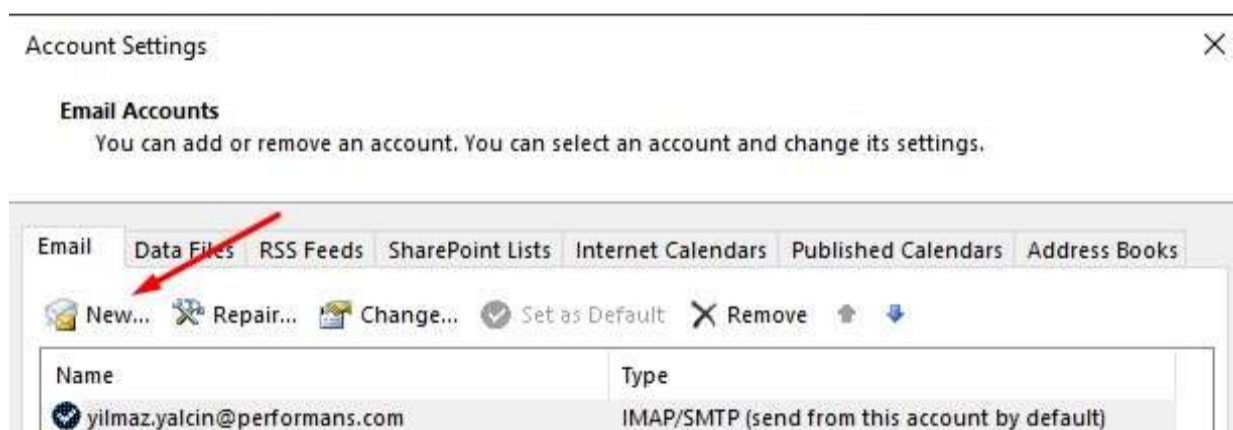 Account Settings
Email Accounts
You can add or remove an account. You can select an account and change its settings.
Email Data Files RSS Feeds SharePoint Lists Internet Calendars Published Calendars Address Books
New... Repair... Change... Set as Default Remove
Name Type
yilmaz.yalcin@performans.com IMAP/SMTP (send from this account by default)